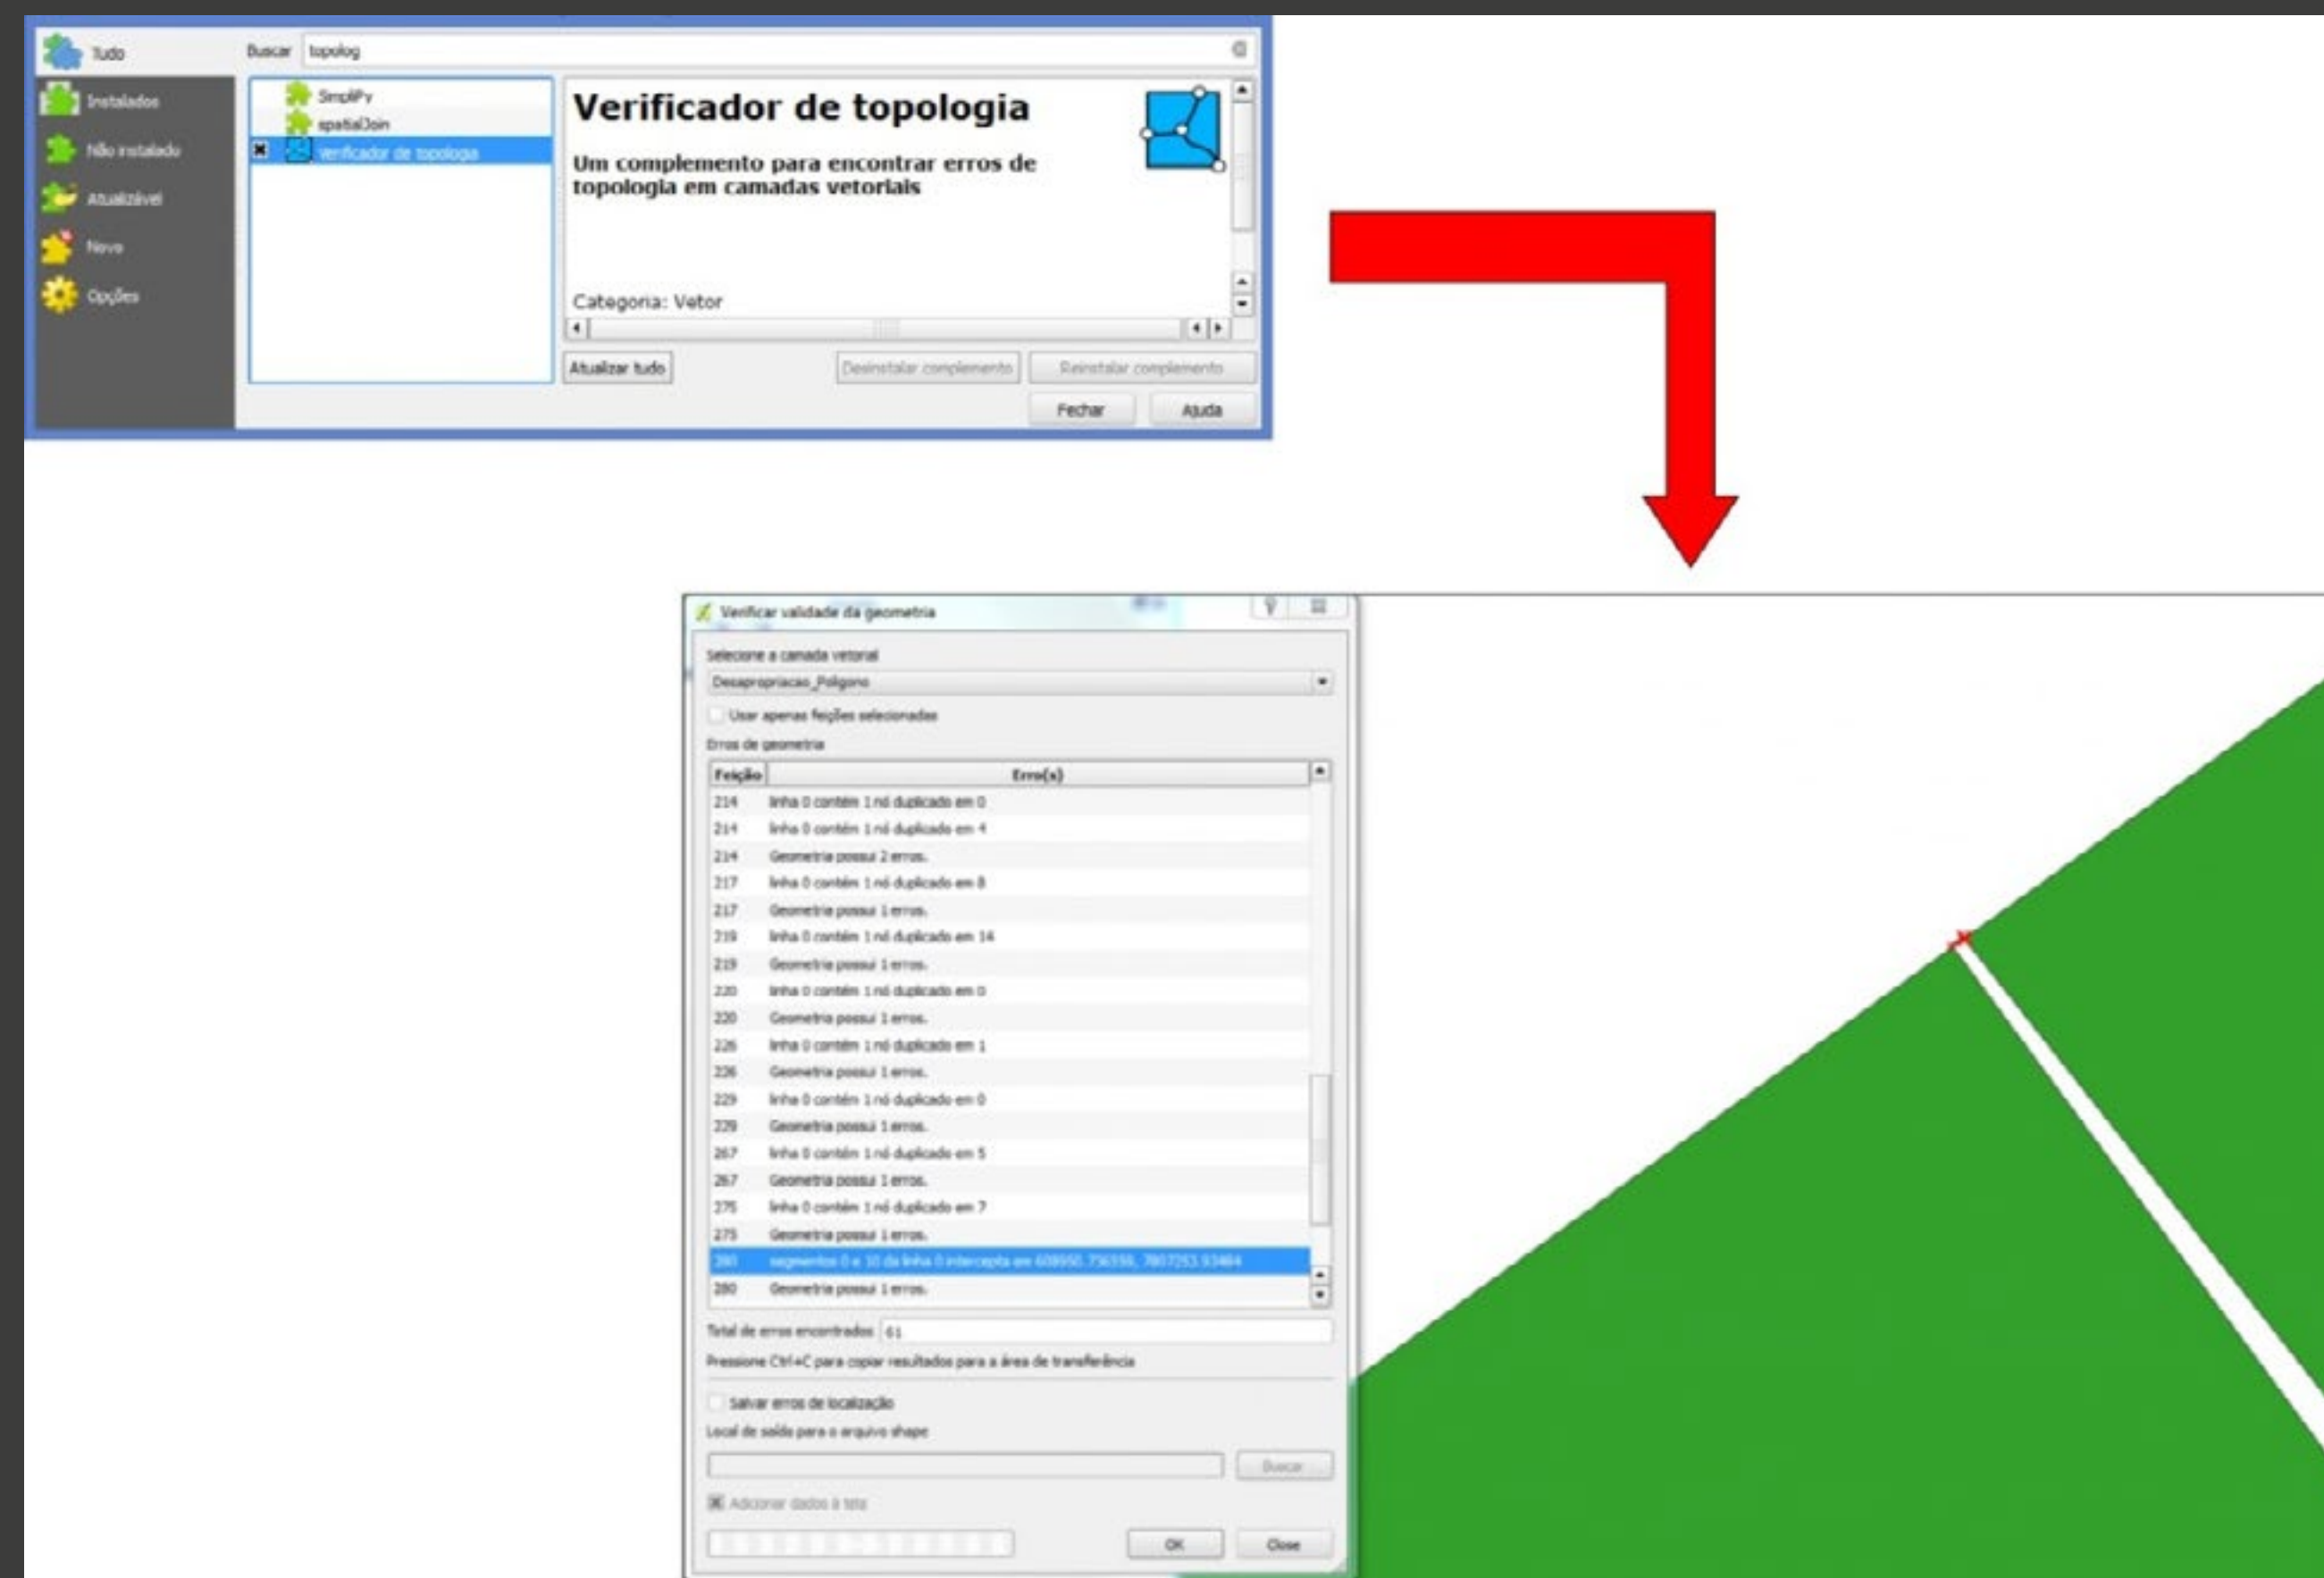 Tudo
Buscar topolog
Instalados
Não instalado
Atualizável
Novo
Opções
SimpliPy
spatialJoin
Verificador de topologia
Verificador de topologia
Um complemento para encontrar erros de
topologia em camadas vetoriais
Categoria: Vetor
Atualizar tudo
Desinstalar complemento
Reinstalar complemento
Fechar
Ajuda
Verificar validade da geometria
Selecione a camada vetorial
Desapropriacao_Poligono
Usar apenas feições selecionadas
Erros de geometria
Feição Erro(s)
214 linha 0 contém 1 nó duplicado em 0
214 linha 0 contém 1 nó duplicado em 4
214 Geometria possui 2 erros.
217 linha 0 contém 1 nó duplicado em 8
217 Geometria possui 1 erros.
219 linha 0 contém 1 nó duplicado em 14
219 Geometria possui 1 erros.
220 linha 0 contém 1 nó duplicado em 0
220 Geometria possui 1 erros.
226 linha 0 contém 1 nó duplicado em 1
226 Geometria possui 1 erros.
229 linha 0 contém 1 nó duplicado em 0
229 Geometria possui 1 erros.
267 linha 0 contém 1 nó duplicado em 5
267 Geometria possui 1 erros.
275 linha 0 contém 1 nó duplicado em 7
275 Geometria possui 1 erros.
280 segmentos 0 e 10 da linha 0 intercepta em
280 Geometria possui 1 erros.
Total de erros encontrados 61
Pressione Ctrl+C para copiar resultados para a área de transferência
Salvar erros de localização
Local de saída para o arquivo shape
Buscar
Adicionar dados à tela
OK
Close